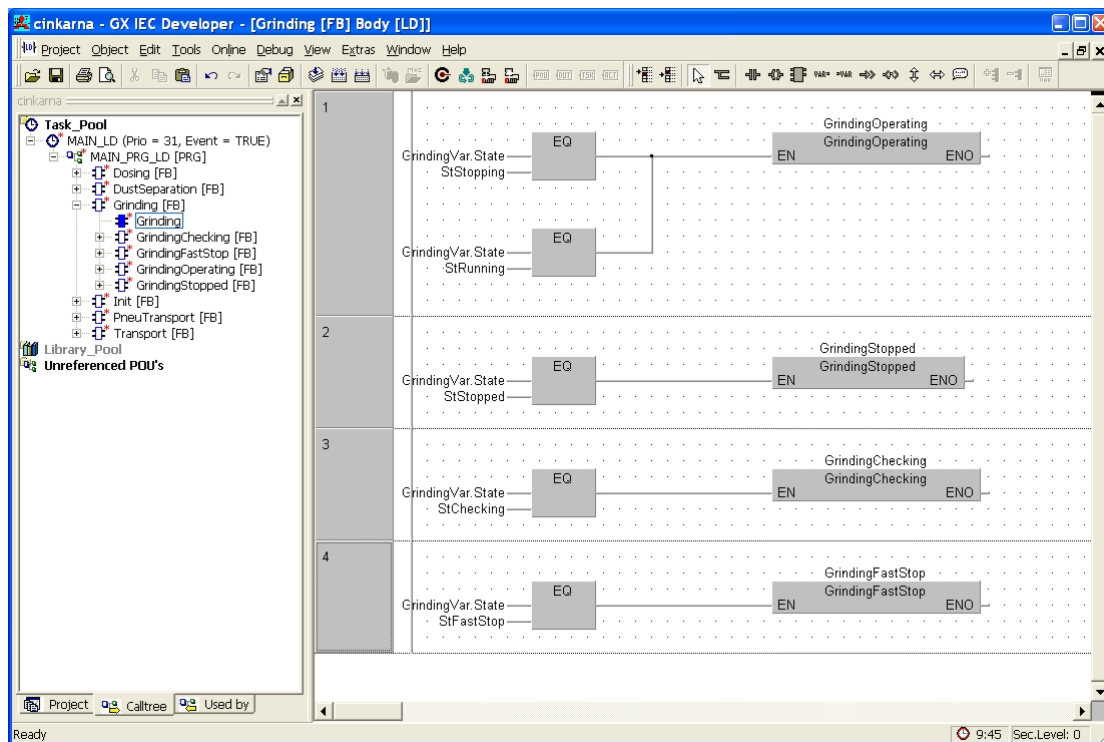 cinkarna - GX IEC Developer - [Grinding [FB] Body [LD]]
Project Object Edit Tools Online Debug View Extras Window Help
cinkarna
Task_Pool
MAIN_LD (Prio = 31, Event = TRUE)
MAIN_PRG_LD [PRG]
Dosing [FB]
DustSeparation [FB]
Grinding [FB]
Grinding
GrindingChecking [FB]
GrindingFastStop [FB]
GrindingOperating [FB]
GrindingStopped [FB]
Init [FB]
PneuTransport [FB]
Transport [FB]
Library_Pool
Unreferenced POU's
Project Calltree Used by
1
GrindingOperating
EQ GrindingOperating
GrindingVar.State EN ENO
StStopping
EQ
GrindingVar.State
StRunning
2
GrindingStopped
EQ GrindingStopped
GrindingVar.State EN ENO
StStopped
3
GrindingChecking
EQ GrindingChecking
GrindingVar.State EN ENO
StChecking
4
GrindingFastStop
EQ GrindingFastStop
GrindingVar.State EN ENO
StFastStop
Ready 9:45 Sec.Level: 0